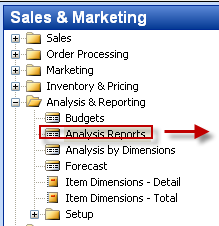 Sales & Marketing
Sales
Order Processing
Marketing
Inventory & Pricing
Analysis & Reporting
Budgets
Analysis Reports
Analysis by Dimensions
Forecast
Item Dimensions - Detail
Item Dimensions - Total
Setup